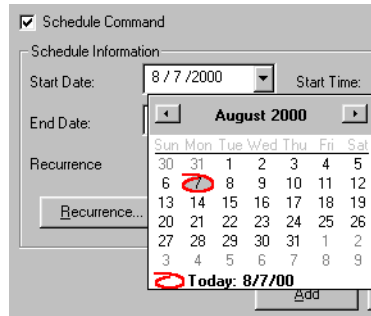 Schedule Command
Schedule Information
Start Date: 8 / 7 /2000 Start Time:
End Date:
August 2000
Sun Mon Tue Wed Thu Fri Sat
30 31 1 2 3 4 5
Recurrence
6 7 8 9 10 11 12
13 14 15 16 17 18 19
Recurrence...
20 21 22 23 24 25 26
27 28 29 30 31 1 2
3 4 5 6 7 8 9
Today: 8/7/00
Add